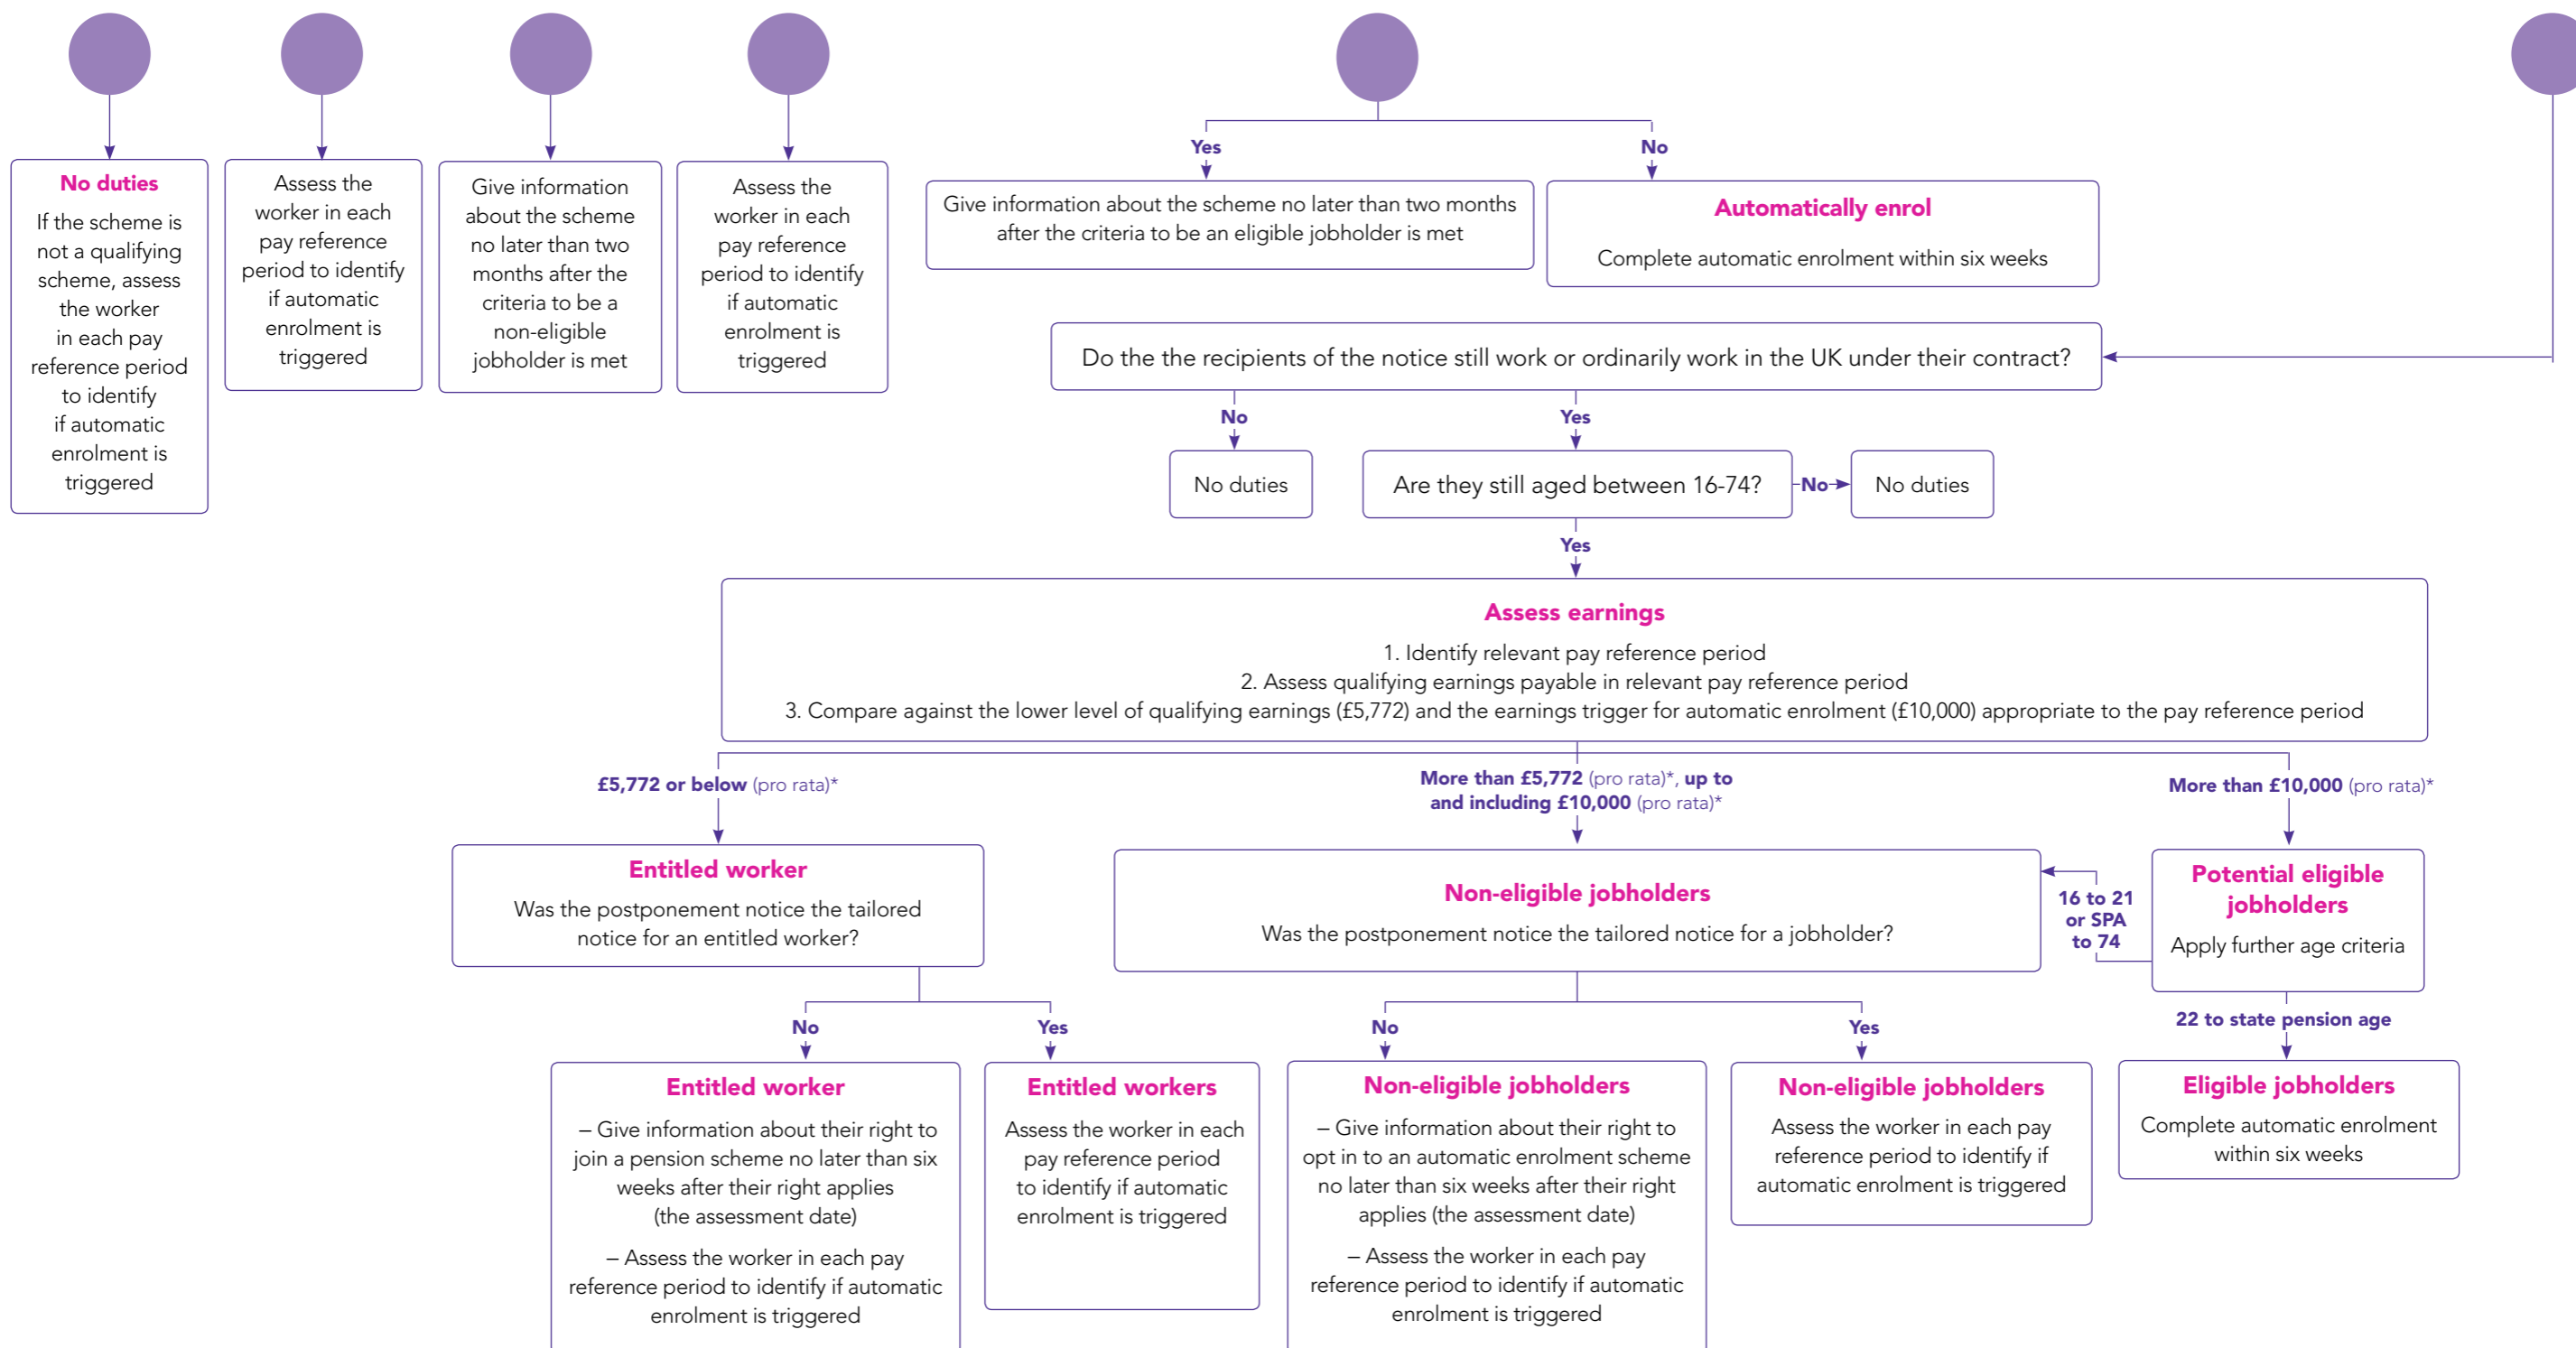 No duties
If the scheme is
not a qualifying
scheme, assess
the worker
in each pay
reference period
to identify
if automatic
enrolment is
triggered
Assess the
worker in each
pay reference
period to identify
if automatic
enrolment is
triggered
Give information
about the scheme
no later than two
months after the
criteria to be a
non-eligible
jobholder is met
Assess the
worker in each
pay reference
period to identify
if automatic
enrolment is
triggered
Yes
Give information about the scheme no later than two months
after the criteria to be an eligible jobholder is met
No
Automatically enrol
Complete automatic enrolment within six weeks
Do the the recipients of the notice still work or ordinarily work in the UK under their contract?
No
No duties
Yes
Are they still aged between 16-74?
No
No duties
Yes
Assess earnings
1. Identify relevant pay reference period
2. Assess qualifying earnings payable in relevant pay reference period
3. Compare against the lower level of qualifying earnings (£5,772) and the earnings trigger for automatic enrolment (£10,000) appropriate to the pay reference period
£5,772 or below (pro rata)*
More than £5,772 (pro rata)*, up to
and including £10,000 (pro rata)*
More than £10,000 (pro rata)*
Entitled worker
Was the postponement notice the tailored
notice for an entitled worker?
Non-eligible jobholders
Was the postponement notice the tailored notice for a jobholder?
16 to 21
or SPA
to 74
Potential eligible
jobholders
Apply further age criteria
No
Yes
No
Yes
22 to state pension age
Entitled worker
– Give information about their right to
join a pension scheme no later than six
weeks after their right applies
(the assessment date)
– Assess the worker in each pay
reference period to identify if automatic
enrolment is triggered
Entitled workers
Assess the worker in each
pay reference period
to identify if automatic
enrolment is triggered
Non-eligible jobholders
– Give information about their right to
opt in to an automatic enrolment scheme
no later than six weeks after their right
applies (the assessment date)
– Assess the worker in each pay
reference period to identify if automatic
enrolment is triggered
Non-eligible jobholders
Assess the worker in each pay
reference period to identify if
automatic enrolment is triggered
Eligible jobholders
Complete automatic enrolment
within six weeks